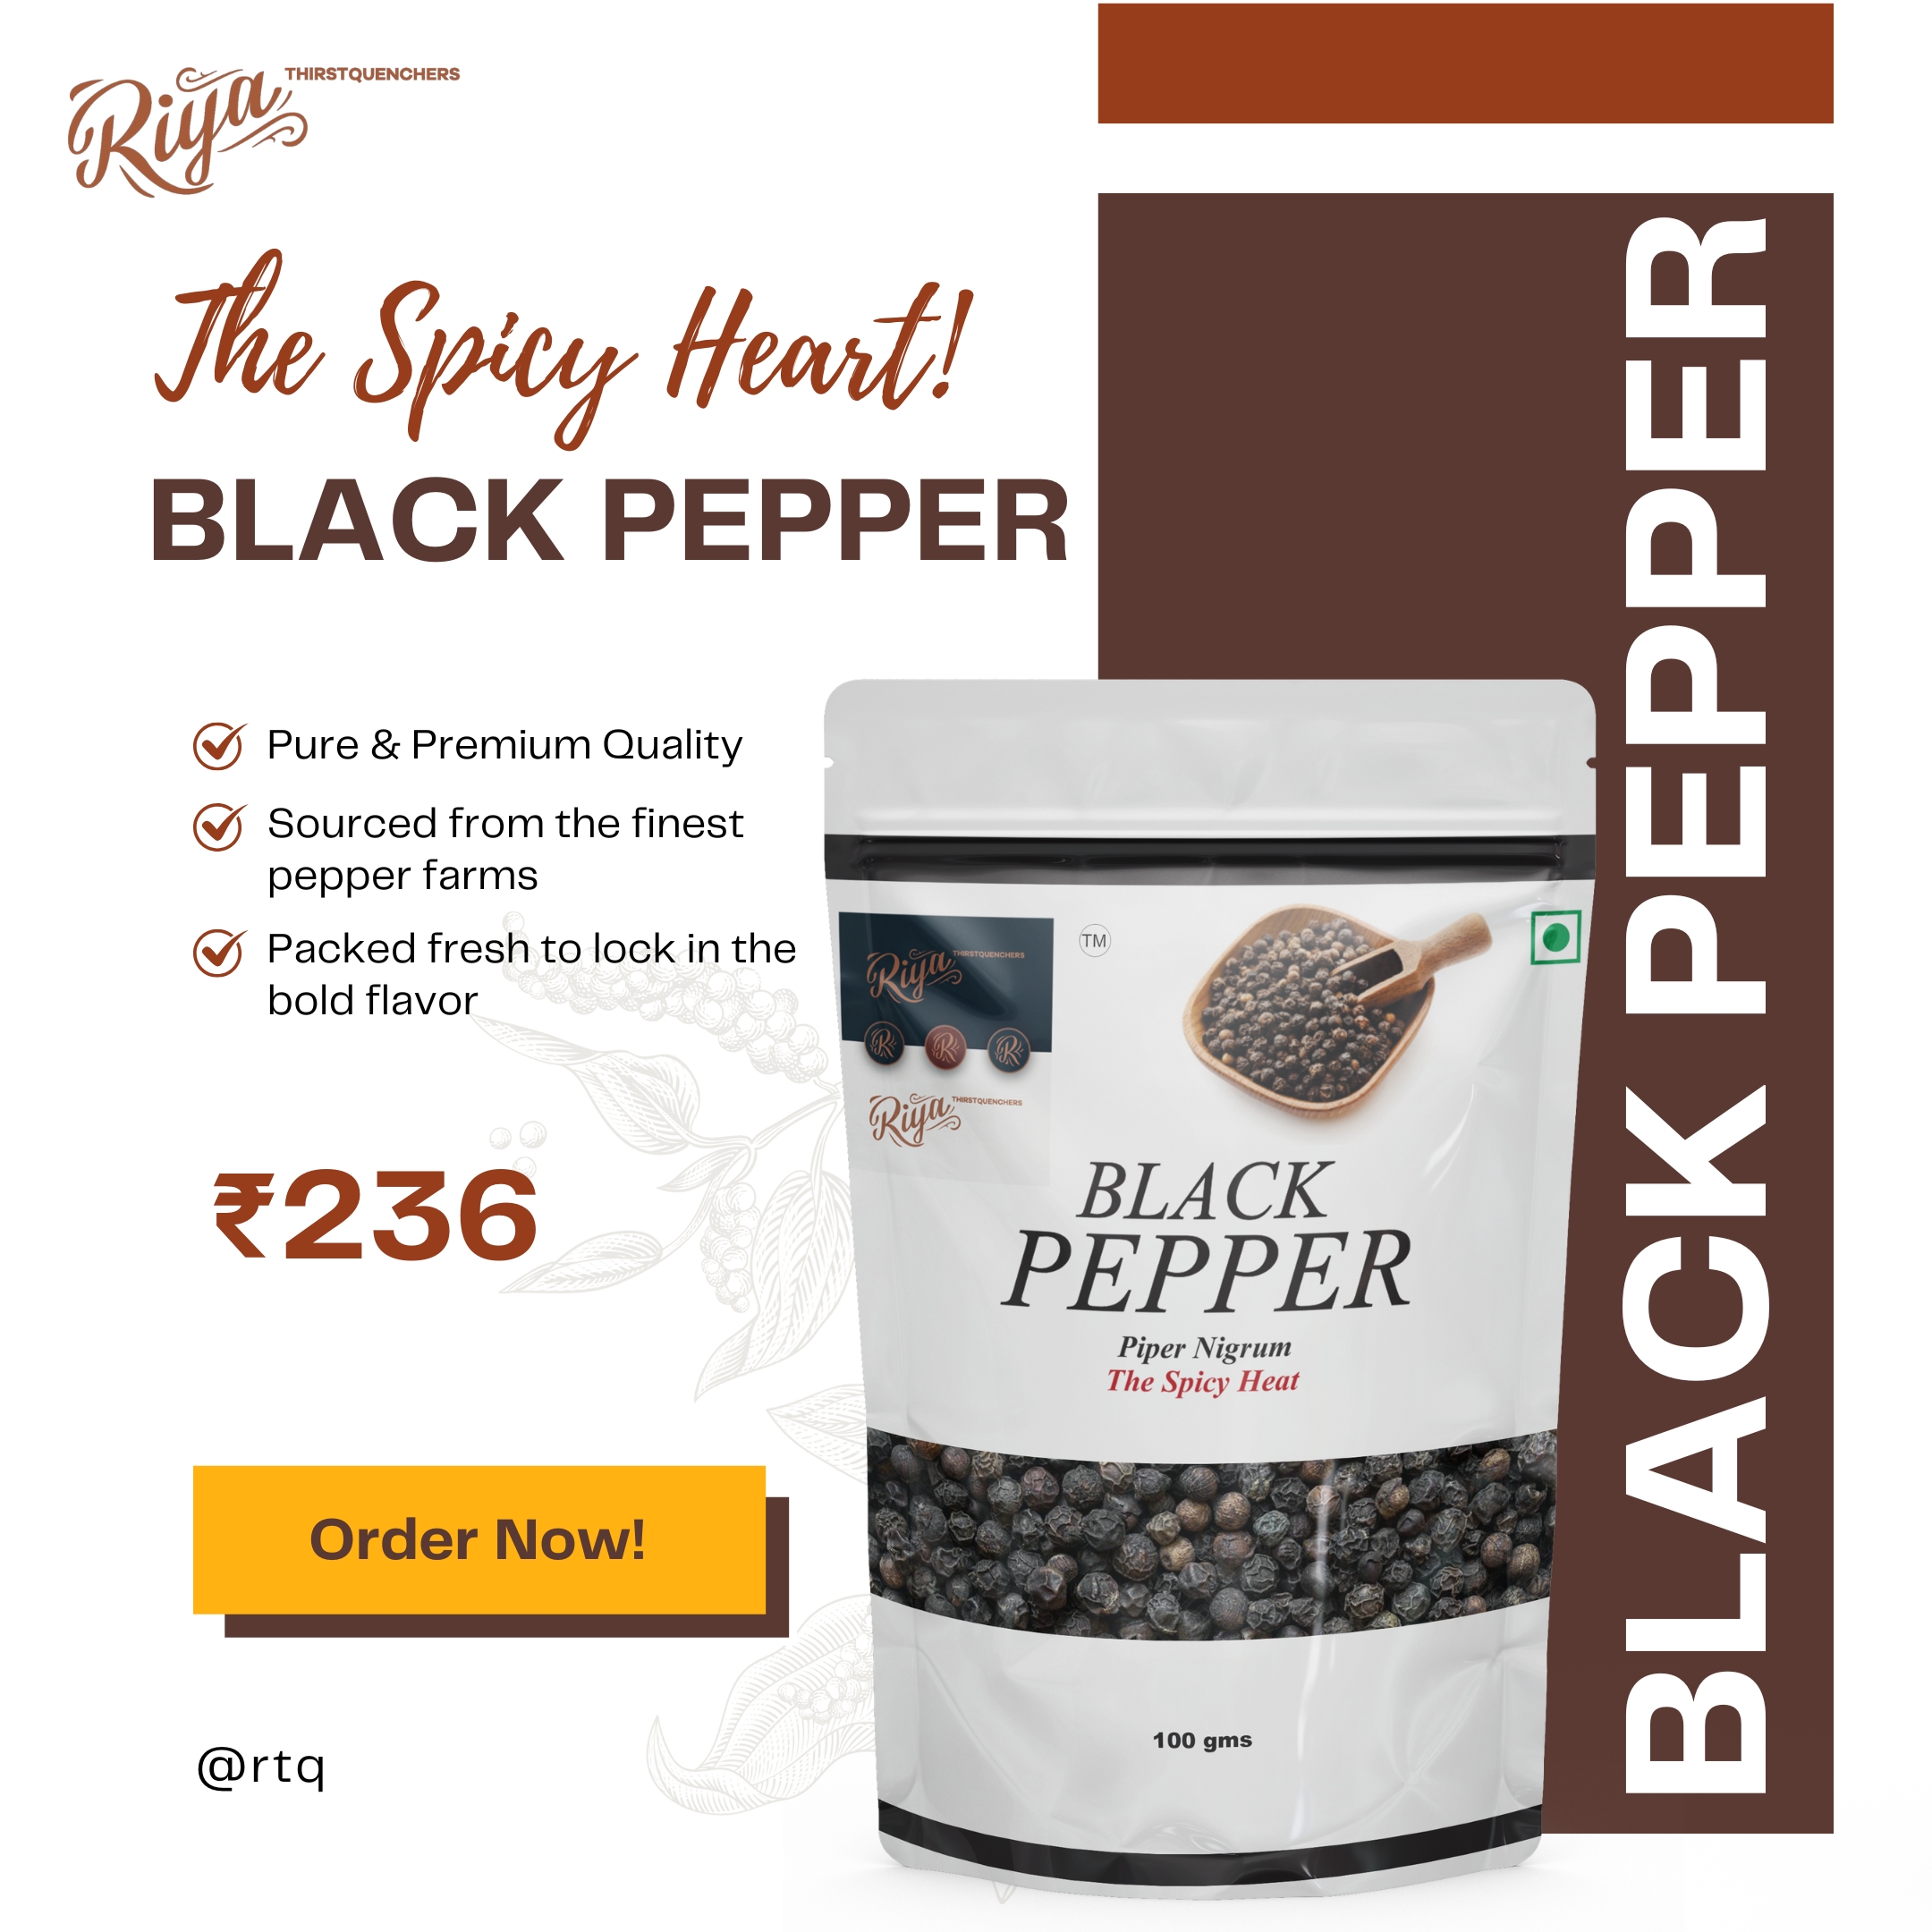 Riya THIRSTQUENCHERS
The Spicy Heart!
BLACK PEPPER
Pure & Premium Quality
Sourced from the finest
pepper farms
Packed fresh to lock in the
bold flavor
₹236
Order Now!
@rtq
Riya THIRSTQUENCHERS
TM
R R R
Riya THIRSTQUENCHERS
BLACK
PEPPER
Piper Nigrum
The Spicy Heat
100 gms
BLACK PEPPER